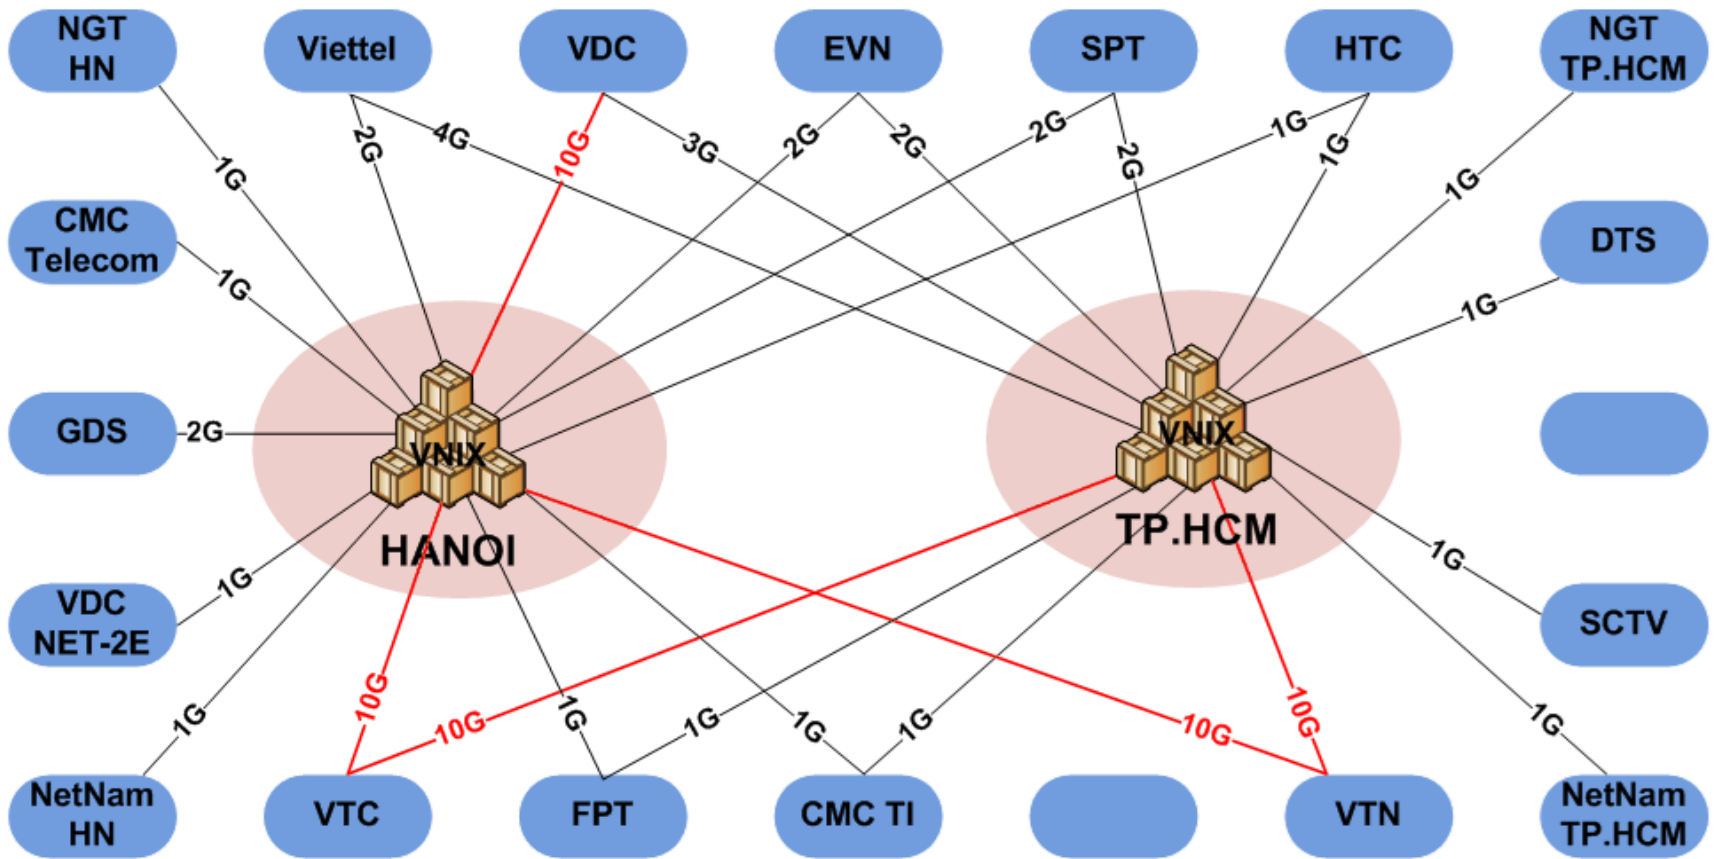 NGT
HN
Viettel
VDC
EVN
SPT
HTC
NGT
TP.HCM
2G
4G
10G
3G
2G
2G
2G
2G
1G
1G
1G
1G
CMC
Telecom
DTS
1G
1G
GDS
2G
VNIX
VNIX
HANOI
TP.HCM
VDC
NET-2E
1G
1G
SCTV
1G
10G
10G
1G
1G
1G
1G
10G
10G
1G
NetNam
HN
VTC
FPT
CMC TI
VTN
NetNam
TP.HCM